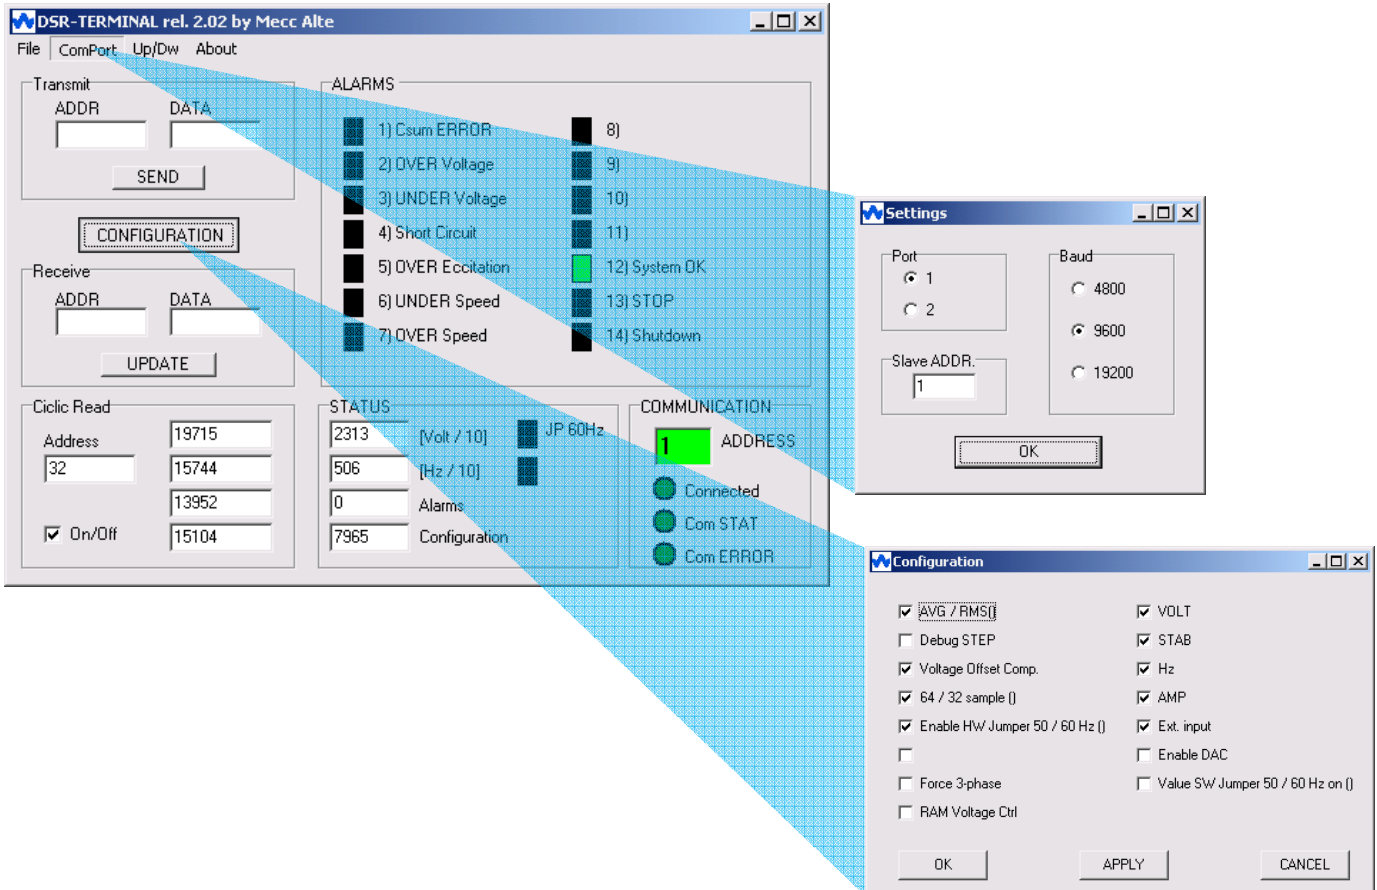 DSR-TERMINAL rel. 2.02 by Mecc Alte
File ComPort Up/Dw About
Transmit
ADDR DATA
SEND
CONFIGURATION
Receive
ADDR DATA
UPDATE
ALARMS
1) Csum ERROR
2) OVER Voltage
3) UNDER Voltage
4) Short Circuit
5) OVER Eccitation
6) UNDER Speed
7) OVER Speed
8)
9)
10)
11)
12) System OK
13) STOP
14) Shutdown
Ciclic Read
Address
32
On/Off
19715
15744
13952
15104
STATUS
2313 [Volt / 10] JP 60Hz
506 [Hz / 10]
0 Alarms
7965 Configuration
COMMUNICATION
1 ADDRESS
Connected
Com STAT
Com ERROR
Settings
Port
1
2
Slave ADDR.
1
Baud
4800
9600
19200
OK
Configuration
AVG / RMS()
Debug STEP
Voltage Offset Comp.
64 / 32 sample ()
Enable HW Jumper 50 / 60 Hz ()
Force 3-phase
RAM Voltage Ctrl
VOLT
STAB
Hz
AMP
Ext. input
Enable DAC
Value SW Jumper 50 / 60 Hz on ()
OK APPLY CANCEL